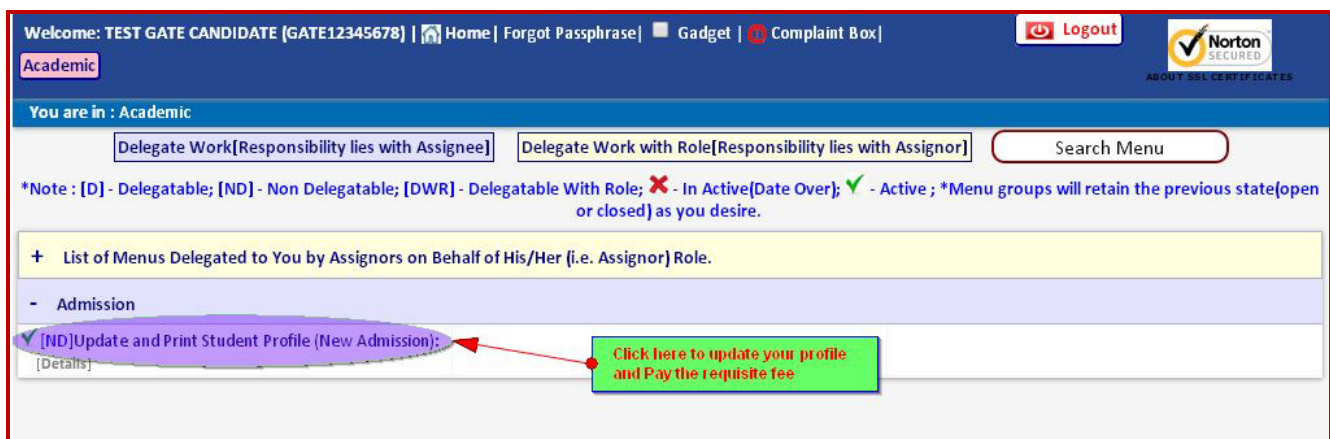 Welcome: TEST GATE CANDIDATE (GATE12345678) | Home| Forgot Passphrase| Gadget | Complaint Box|
Logout
Norton
SECURED
ABOUT SSL CERTIFICATES
Academic
You are in : Academic
Delegate Work[Responsibility lies with Assignee]
Delegate Work with Role[Responsibility lies with Assignor]
Search Menu
*Note : [D] - Delegatable; [ND] - Non Delegatable; [DWR] - Delegatable With Role; ✘ - In Active(Date Over); ✓ - Active ; *Menu groups will retain the previous state(open
or closed) as you desire.
+ List of Menus Delegated to You by Assignors on Behalf of His/Her (i.e. Assignor) Role.
- Admission
✓ [ND]Update and Print Student Profile (New Admission):
[Details]
Click here to update your profile
and Pay the requisite fee